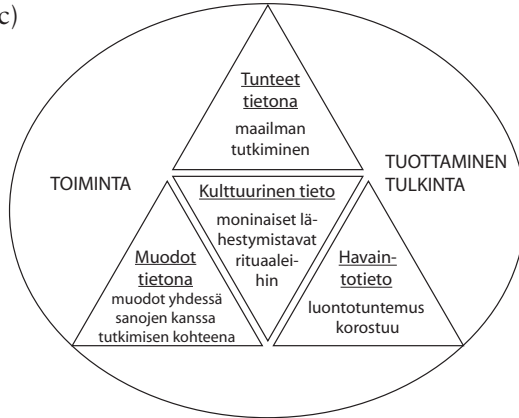 c)
Tunteet
tietona
maailman
tutkiminen
TOIMINTA
TUOTTAMINEN
TULKINTA
Kulttuurinen tieto
moninaiset lä-
hestymistavat
rituaalei-
hin
Muodot
tietona
muodot yhdessä
sanojen kanssa
tutkimisen kohteena
Havain-
totieto
luontotuntemus
korostuu